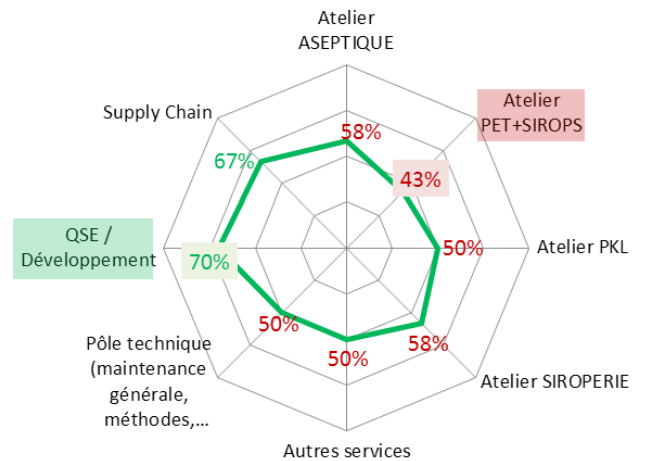 Atelier
ASEPTIQUE
Atelier
PET+SIROPS
Supply Chain
58%
67%
43%
QSE /
Développement
70%
50%
Atelier PKL
50%
50%
58%
Pôle technique
(maintenance
générale,
méthodes,...
Atelier SIROPERIE
Autres services